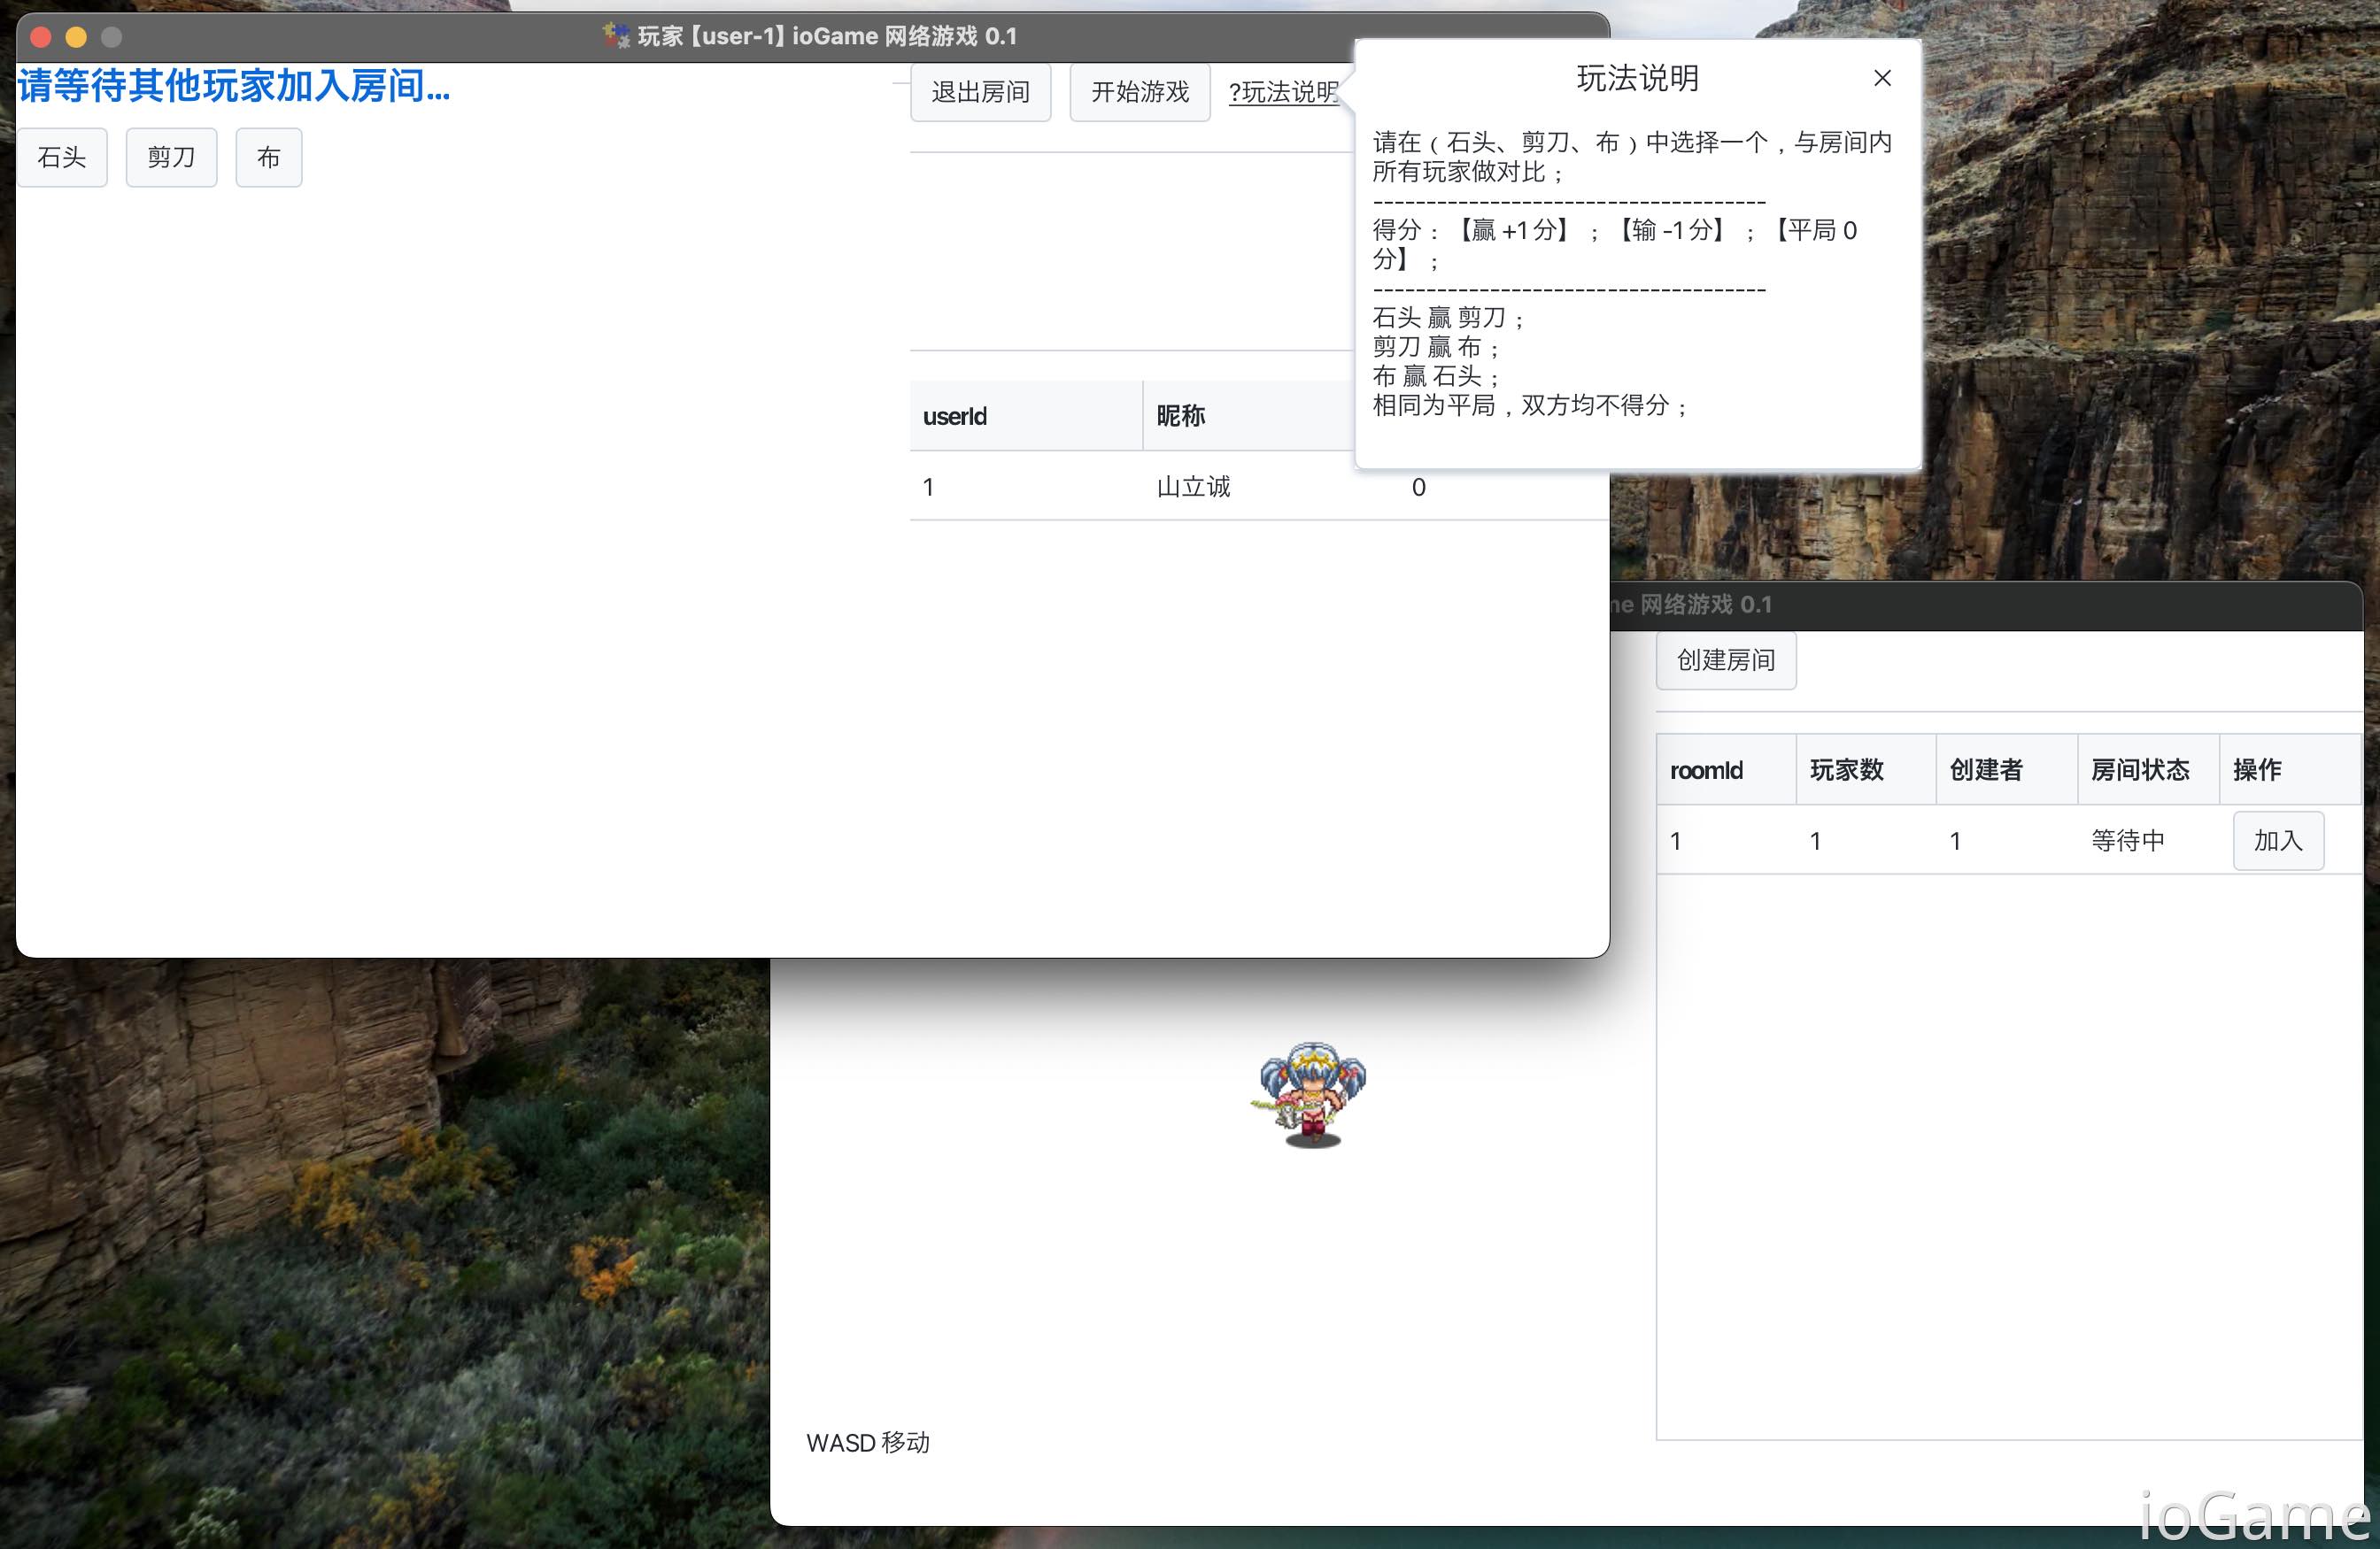 玩家【user-1】ioGame 网络游戏 0.1
请等待其他玩家加入房间...
石头 剪刀 布
退出房间 开始游戏 ?玩法说明
userId 昵称
1 山立诚 0
玩法说明
请在（石头、剪刀、布）中选择一个，与房间内
所有玩家做对比；
-------------------------------------
得分：【赢 +1 分】；【输 -1 分】；【平局 0
分】；
-------------------------------------
石头 赢 剪刀；
剪刀 赢 布；
布 赢 石头；
相同为平局，双方均不得分；
网络游戏 0.1
创建房间
roomId 玩家数 创建者 房间状态 操作
1 1 1 等待中 加入
WASD 移动
ioGame